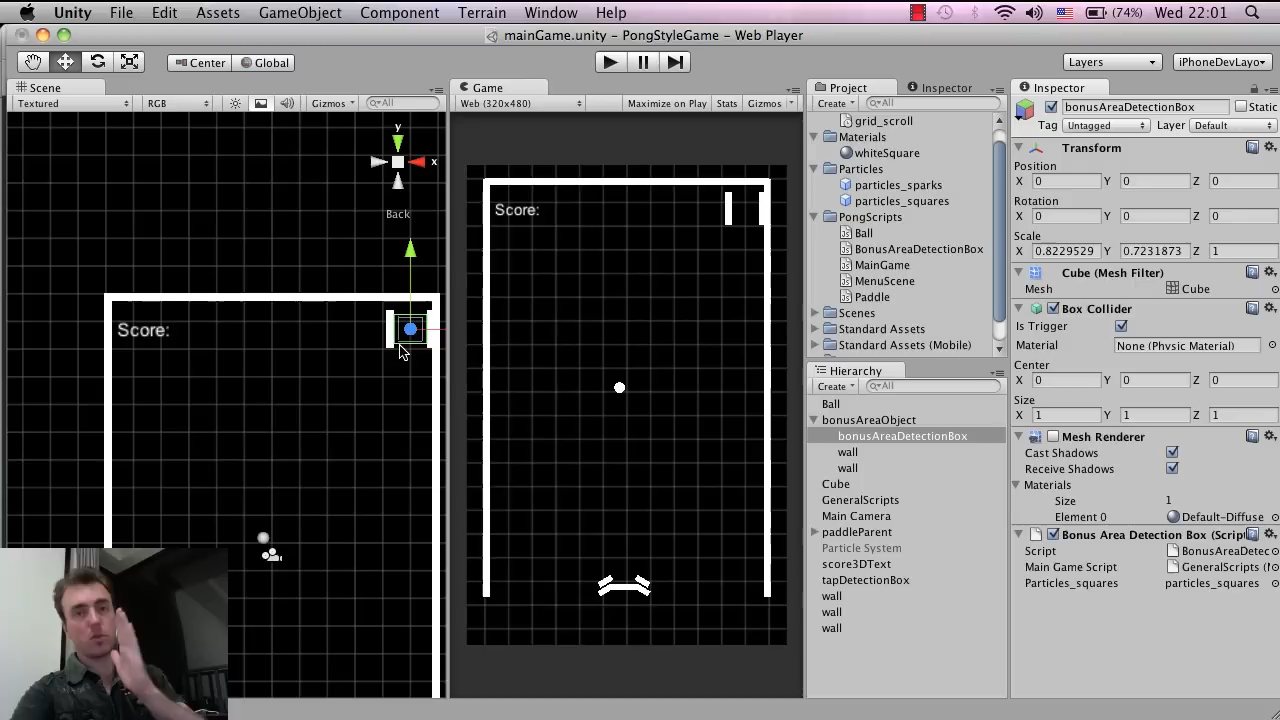 Unity File Edit Assets GameObject Component Terrain Window Help (74%) Wed 22:01
mainGame.unity - PongStyleGame - Web Player
Center Global Layers iPhoneDevLayo
Scene
Textured RGB Gizmos All
y
x
Back
Score:
Game
Web (320x480) Maximize on Play Stats Gizmos
Score:
Project Inspector
Create All
grid_scroll
Materials
whiteSquare
Particles
particles_sparks
particles_squares
PongScripts
Ball
BonusAreaDetectionBox
MainGame
MenuScene
Paddle
Scenes
Standard Assets
Standard Assets (Mobile)
Hierarchy
Create All
Ball
bonusAreaObject
bonusAreaDetectionBox
wall
wall
Cube
GeneralScripts
Main Camera
paddleParent
Particle System
score3DText
tapDetectionBox
wall
wall
wall
Inspector
bonusAreaDetectionBox Static
Tag Untagged Layer Default
Transform
Position
X 0 Y 0 Z 0
Rotation
X 0 Y 0 Z 0
Scale
X 0.8229529 Y 0.7231873 Z 1
Cube (Mesh Filter)
Mesh Cube
Box Collider
Is Trigger
Material None (Physic Material)
Center
X 0 Y 0 Z 0
Size
X 1 Y 1 Z 1
Mesh Renderer
Cast Shadows
Receive Shadows
Materials
Size 1
Element 0 Default-Diffuse
Bonus Area Detection Box (Script
Script BonusAreaDetec
Main Game Script GeneralScripts (M
Particles_squares particles_squares